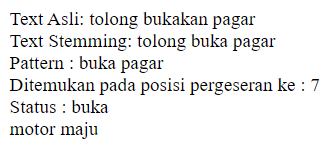 Text Asli: tolong bukakan pagar
Text Stemming: tolong buka pagar
Pattern : buka pagar
Ditemukan pada posisi pergeseran ke : 7
Status : buka
motor maju